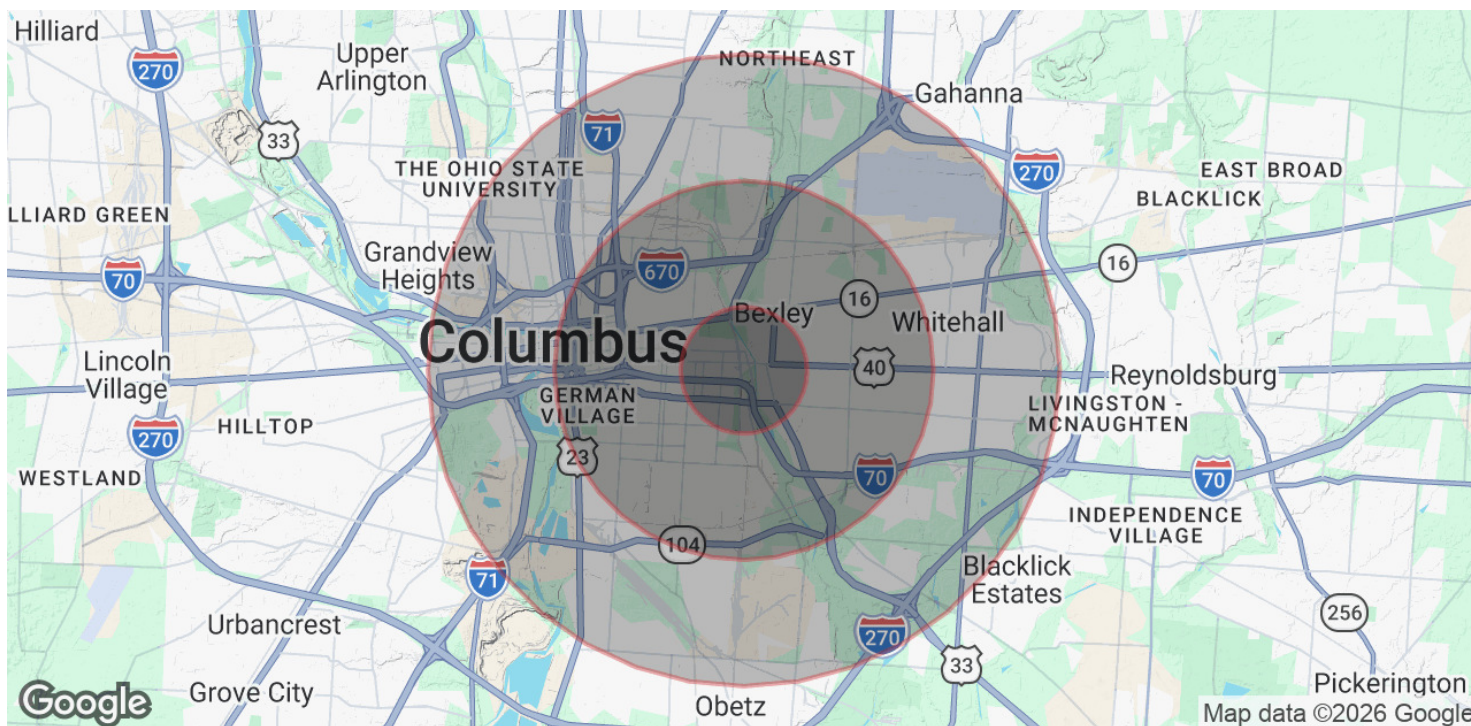 Hilliard
270
Upper
Arlington
33
NORTHEAST
71
Gahanna
THE OHIO STATE
UNIVERSITY
270
EAST BROAD
BLACKLICK
LLIARD GREEN
Grandview
Heights
70
670
16
16
Bexley
Whitehall
Columbus
40
Lincoln
Village
Reynoldsburg
GERMAN
VILLAGE
LIVINGSTON -
MCNAUGHTEN
HILLTOP
270
23
WESTLAND
70
70
INDEPENDENCE
VILLAGE
104
71
Blacklick
Estates
Urbancrest
270
256
33
Grove City
Obetz
Pickerington
Google
Map data ©2026 Google